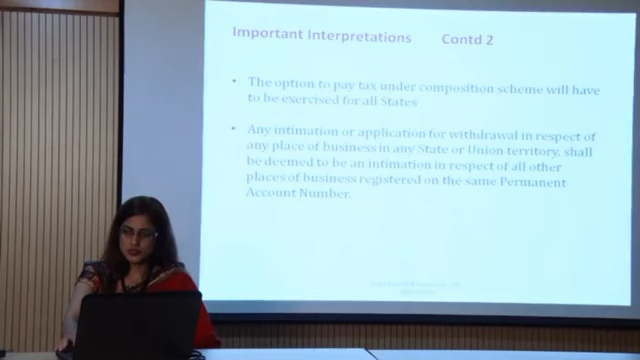 Important Interpretations Contd 2
• The option to pay tax under composition scheme will have
to be exercised for all States
• Any intimation or application for withdrawal in respect of
any place of business in any State or Union territory, shall
be deemed to be an intimation in respect of all other
places of business registered on the same Permanent
Account Number.